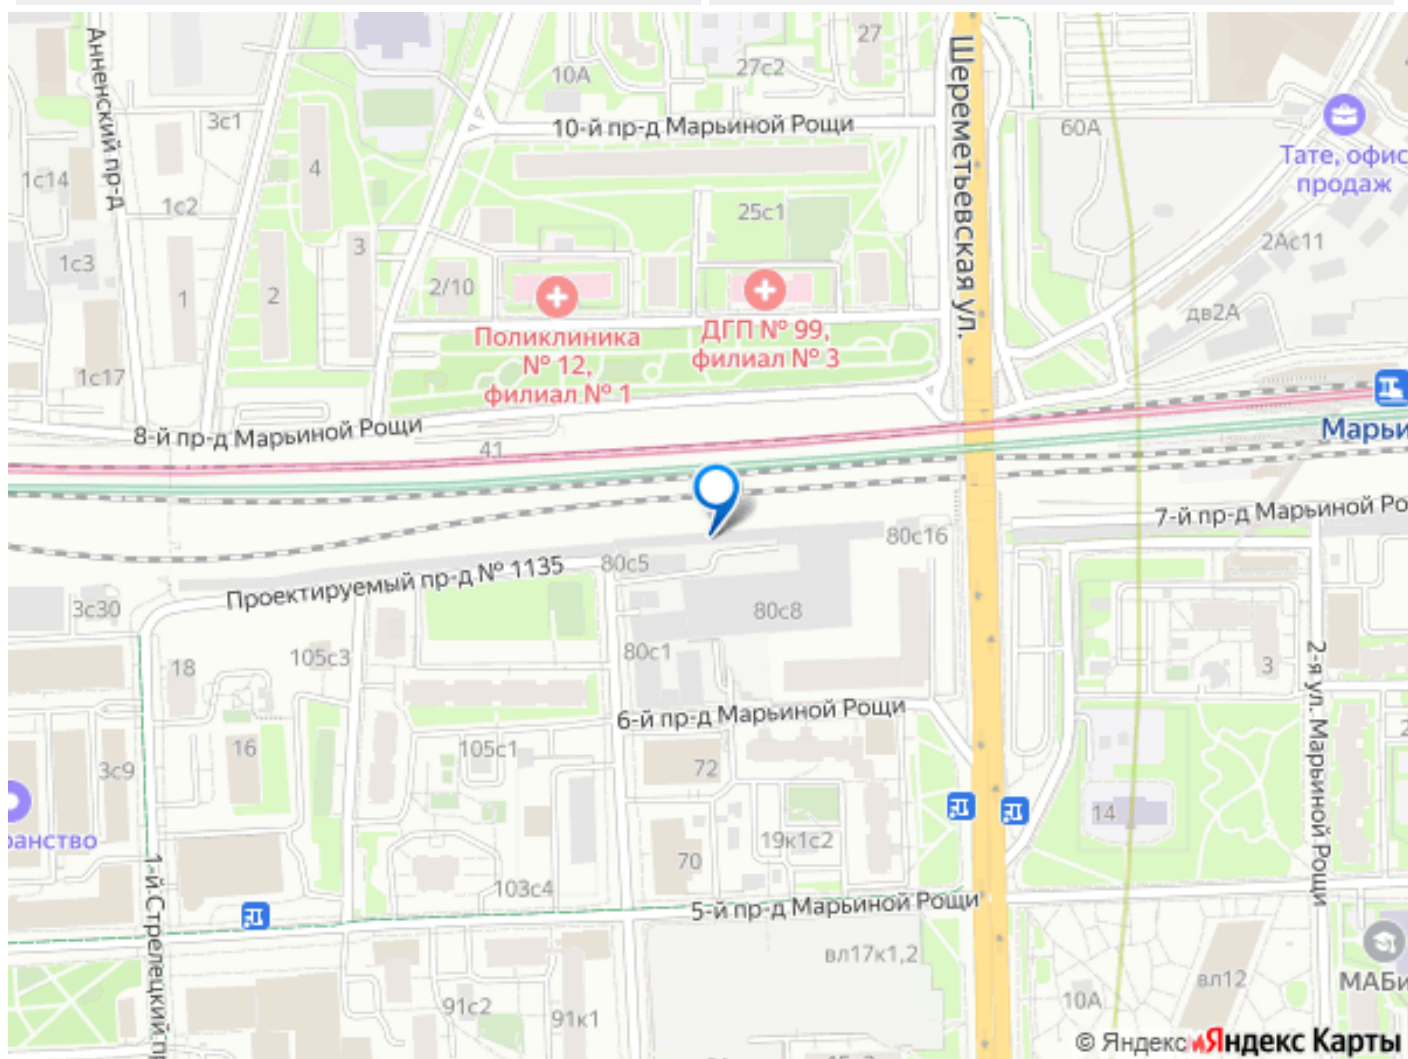 Анненский пр-д
27
10А
27с2
Шереметьевская ул.
3с1
10-й пр-д Марьиной Рощи
60А
Тате, офис
продаж
4
1с14
1с2
25с1
3
2Ас11
1с3
2/10
1
2
дв2А
Поликлиника
№ 12,
филиал № 1
ДГП № 99,
филиал № 3
1с17
8-й пр-д Марьиной Рощи
41
Марьи
7-й пр-д Марьиной Ро
80с16
80с5
Проектируемый пр-д № 1135
3с30
80с8
18
105с3
80с1
3
2-я ул. Марьиной Рощи
6-й пр-д Марьиной Рощи
16
105с1
72
2
3с9
14
ранство
19к1с2
70
1-й Стрелецкий п
103с4
5-й пр-д Марьиной Рощи
вл17к1,2
вл12
МАБи
91с2
91к1
10А
© Яндекс Яндекс Карты